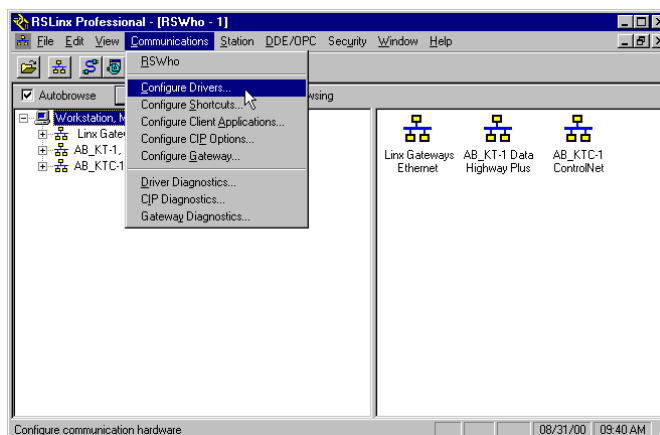 RSLinx Professional - [RSWho - 1]
File Edit View Communications Station DDE/OPC Security Window Help
RSWho
Configure Drivers...
Configure Shortcuts...
Configure Client Applications...
Configure CIP Options...
Configure Gateway...
Driver Diagnostics...
CIP Diagnostics...
Gateway Diagnostics...
Autobrowse
Workstation,
Linx
AB_KT-1,
AB_KTC-1
Linx Gateways Ethernet
AB_KT-1 Data Highway Plus
AB_KTC-1 ControlNet
Configure communication hardware
08/31/00 09:40 AM